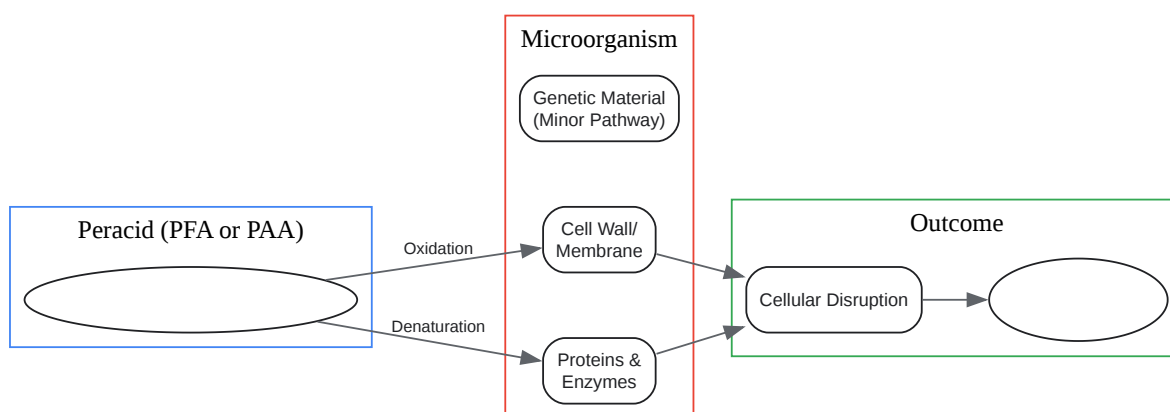 Microorganism
Genetic Material
(Minor Pathway)
Peracid (PFA or PAA)
Oxidation
Denaturation
Cell Wall/
Membrane
Proteins &
Enzymes
Outcome
Cellular Disruption